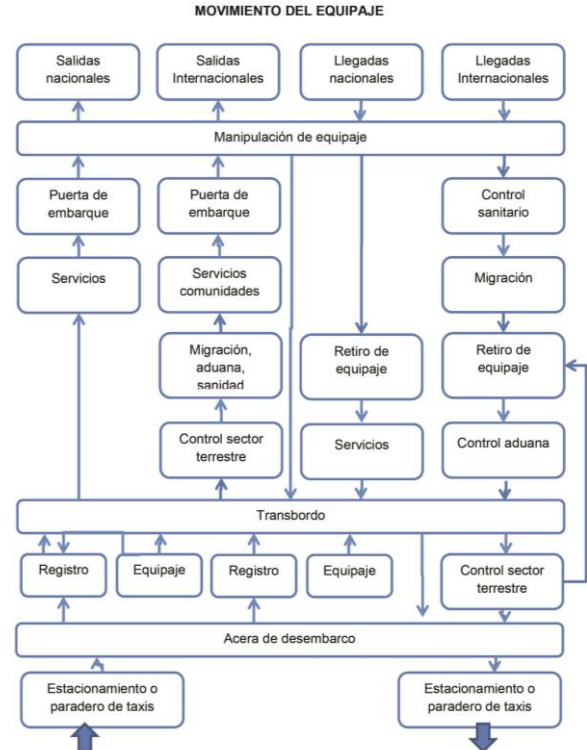 MOVIMIENTO DEL EQUIPAJE
Salidas
nacionales
Salidas
Internacionales
Llegadas
nacionales
Llegadas
Internacionales
Manipulación de equipaje
Puerta de
embarque
Puerta de
embarque
Control
sanitario
Servicios
Servicios
comunidades
Migración
Migración,
aduana,
sanidad
Retiro de
equipaje
Retiro de
equipaje
Control sector
terrestre
Servicios
Control aduana
Transbordo
Registro
Equipaje
Registro
Equipaje
Control sector
terrestre
Acera de desembarco
Estacionamiento o
paradero de taxis
Estacionamiento o
paradero de taxis